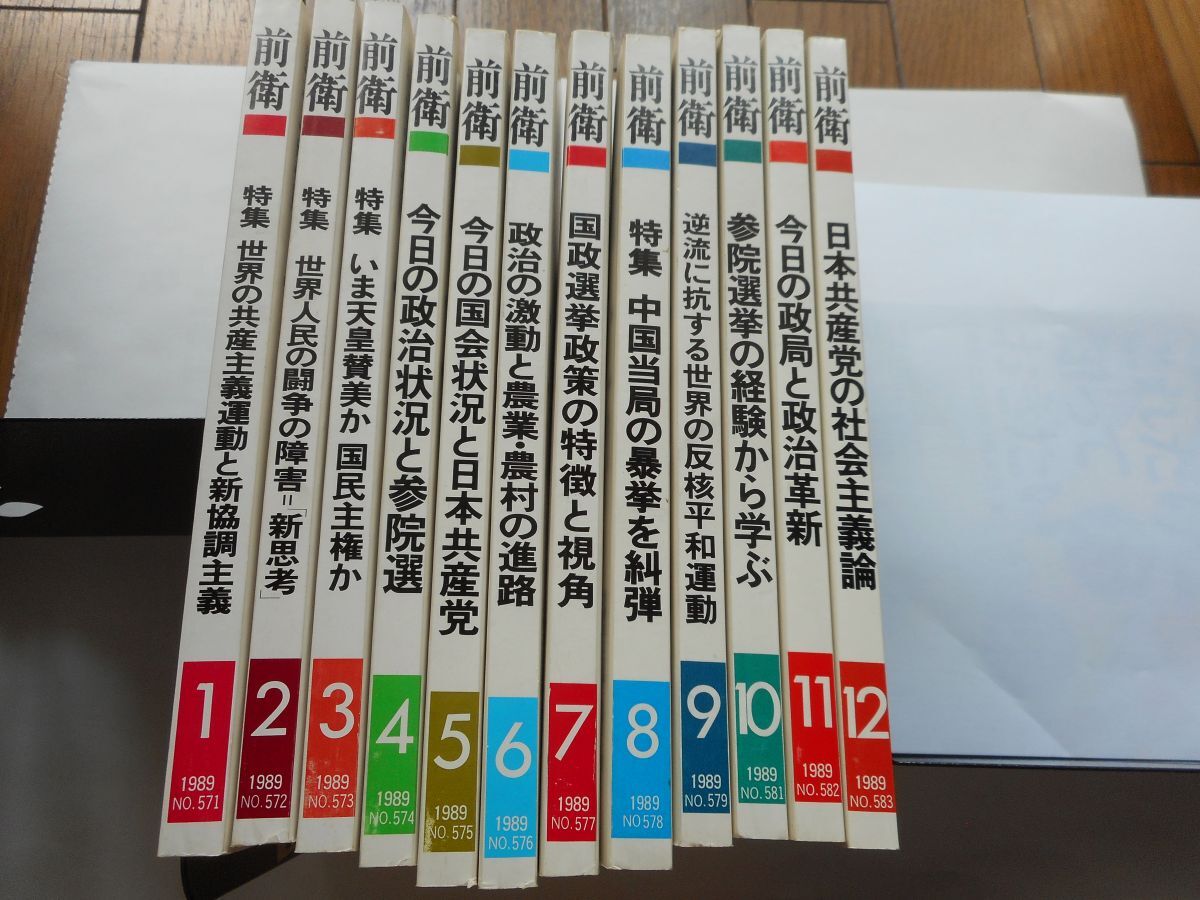 前衛
特集 世界の共産主義運動と新協調主義
1
1989
NO.571
前衛
特集 世界人民の闘争の障害=「新思考」
2
1989
NO.572
前衛
特集 いま天皇賛美か 国民主権か
3
1989
NO.573
前衛
今日の政治状況と参院選
4
1989
NO.574
前衛
今日の国会状況と日本共産党
5
1989
NO.575
前衛
政治の激動と農業・農村の進路
6
1989
NO.576
前衛
国政選挙政策の特徴と視角
7
1989
NO.577
前衛
特集 中国当局の暴挙を糾弾
8
1989
NO.578
前衛
逆流に抗する世界の反核平和運動
9
1989
NO.579
前衛
参院選挙の経験から学ぶ
10
1989
NO.581
前衛
今日の政局と政治革新
11
1989
NO.582
前衛
日本共産党の社会主義論
12
1989
NO.583